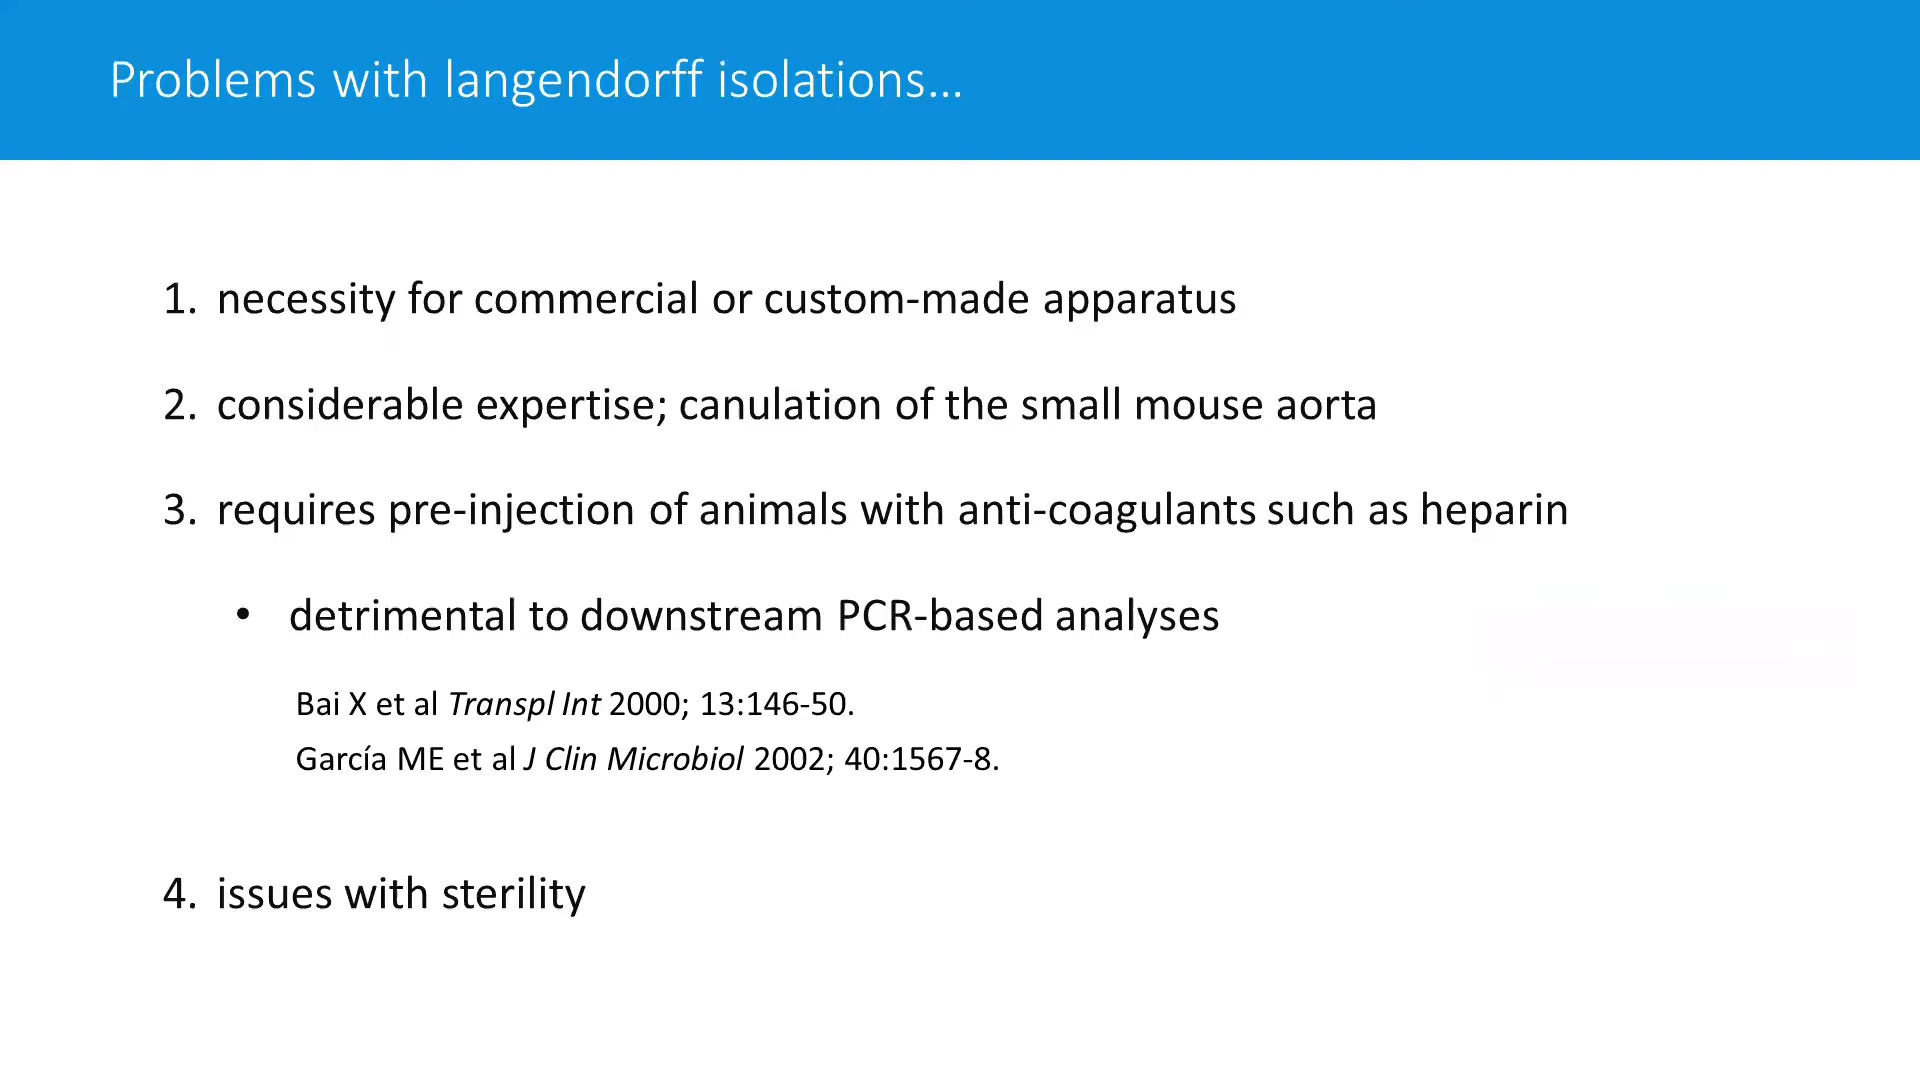 Problems with langendorff isolations...
1. necessity for commercial or custom-made apparatus
2. considerable expertise; canulation of the small mouse aorta
3. requires pre-injection of animals with anti-coagulants such as heparin
• detrimental to downstream PCR-based analyses
Bai X et al Transpl Int 2000; 13:146-50.
García ME et al J Clin Microbiol 2002; 40:1567-8.
4. issues with sterility